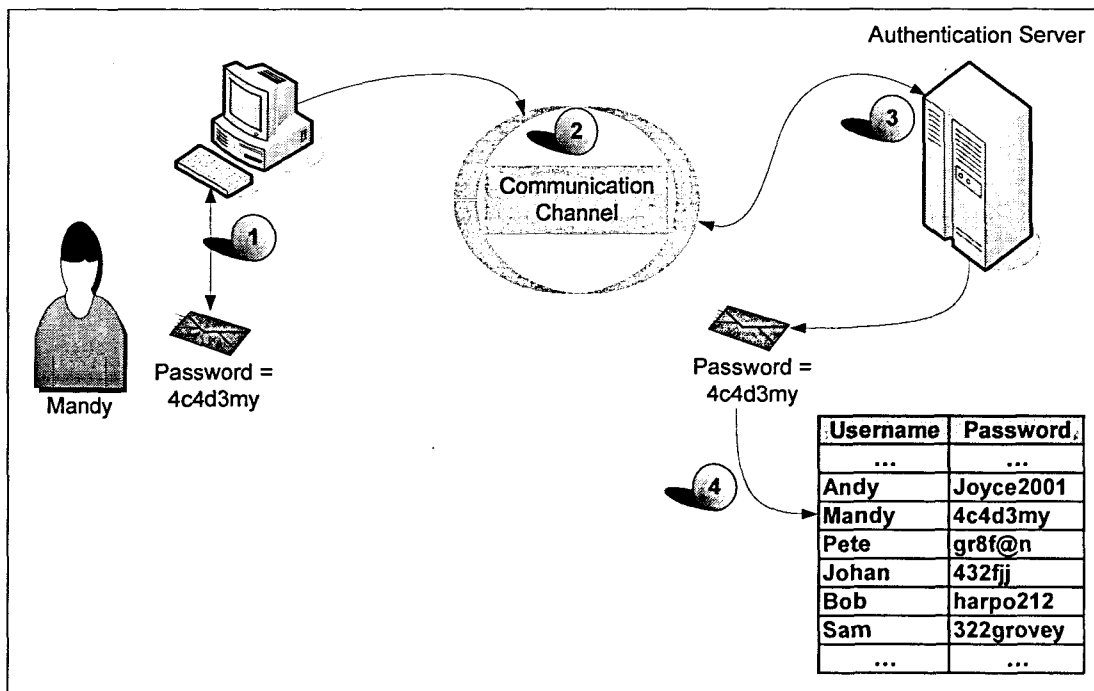 Authentication Server
2
3
Communication
Channel
1
Password =
4c4d3my
Mandy
Password =
4c4d3my
4
Username Password
... ...
Andy Joyce2001
Mandy 4c4d3my
Pete gr8f@n
Johan 432fjj
Bob harpo212
Sam 322grovey
... ...